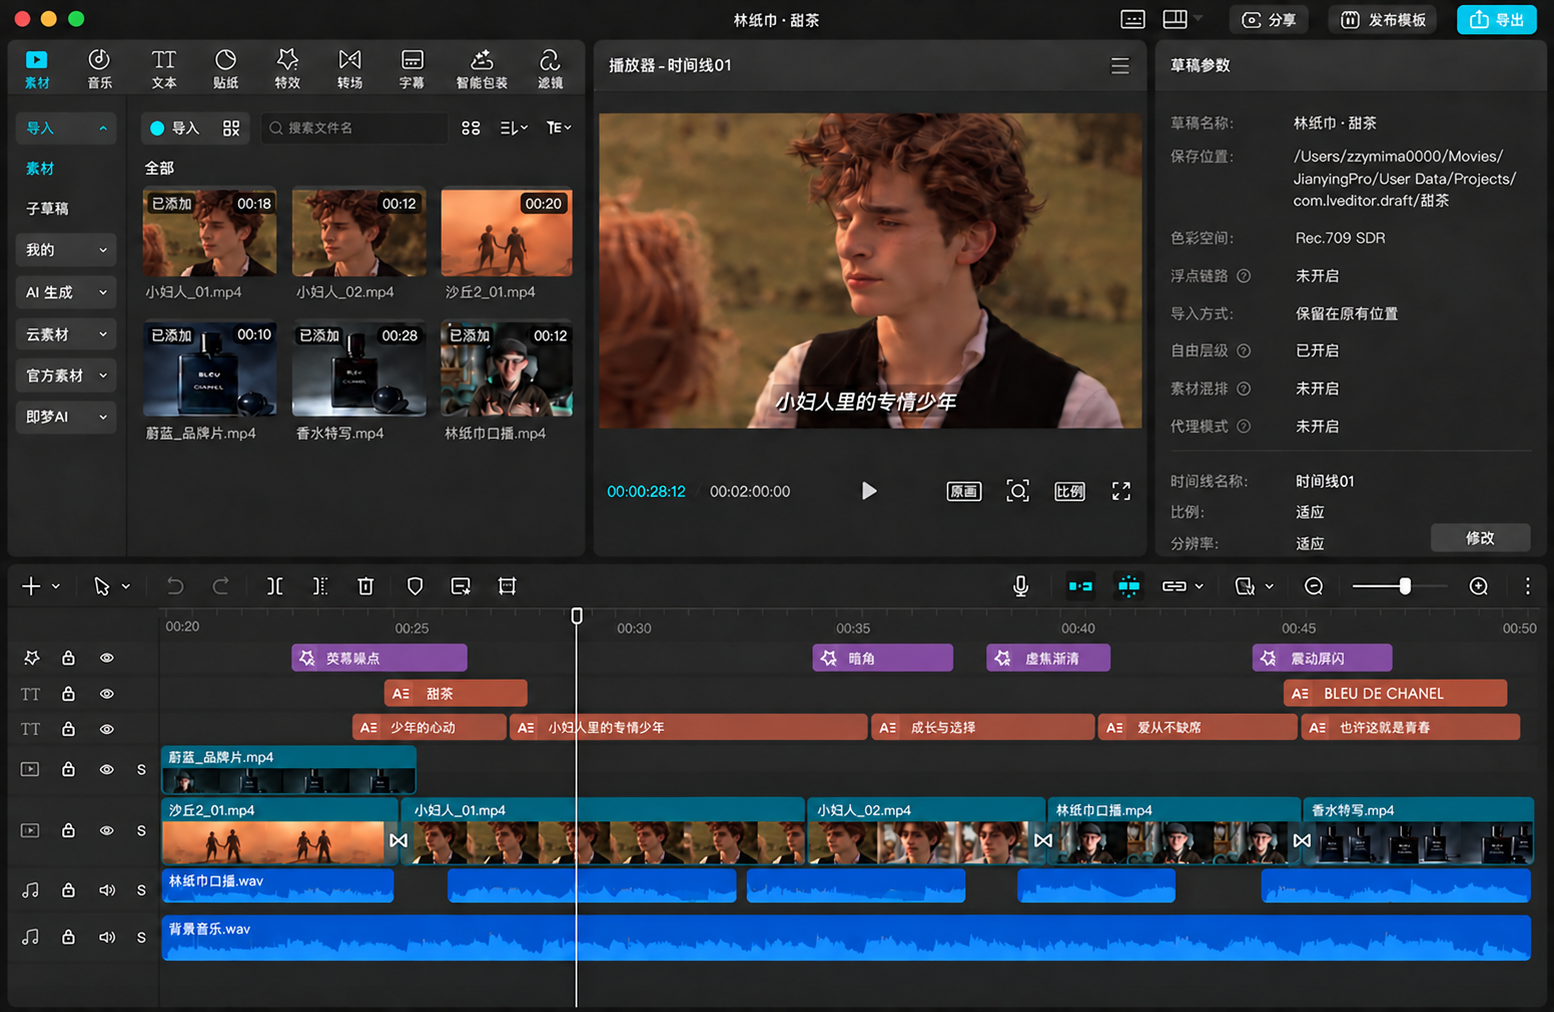 林纸巾 · 甜茶
分享
发布模板
导出
素材
音乐
文本
贴纸
特效
转场
字幕
智能包装
滤镜
导入
素材
子草稿
我的
AI 生成
云素材
官方素材
即梦AI
导入
搜索文件名
全部
已添加 00:18
已添加 00:12
00:20
小妇人_01.mp4
小妇人_02.mp4
沙丘2_01.mp4
已添加 00:10
已添加 00:28
已添加 00:12
BLEU
CHANEL
BLEU
CHANEL
蔚蓝_品牌片.mp4
香水特写.mp4
林纸巾口播.mp4
播放器 - 时间线01
小妇人里的专情少年
00:00:28:12
00:02:00:00
原画
比例
草稿参数
草稿名称: 林纸巾 · 甜茶
保存位置: /Users/zzymima0000/Movies/
JianyingPro/User Data/Projects/
com.lveditor.draft/甜茶
色彩空间: Rec.709 SDR
浮点链路 ? 未开启
导入方式: 保留在原有位置
自由层级 ? 已开启
素材混排 ? 未开启
代理模式 ? 未开启
时间线名称: 时间线01
比例: 适应
分辨率: 适应
修改
00:20
00:25
00:30
00:35
00:40
00:45
00:50
荧幕噪点
暗角
虚焦渐清
震动屏闪
TT
A
甜茶
A
BLEU DE CHANEL
TT
A
少年的心动
A
小妇人里的专情少年
A
成长与选择
A
爱从不缺席
A
也许这就是青春
S
蔚蓝_品牌片.mp4
S
沙丘2_01.mp4
小妇人_01.mp4
小妇人_02.mp4
林纸巾口播.mp4
香水特写.mp4
S
林纸巾口播.wav
S
背景音乐.wav